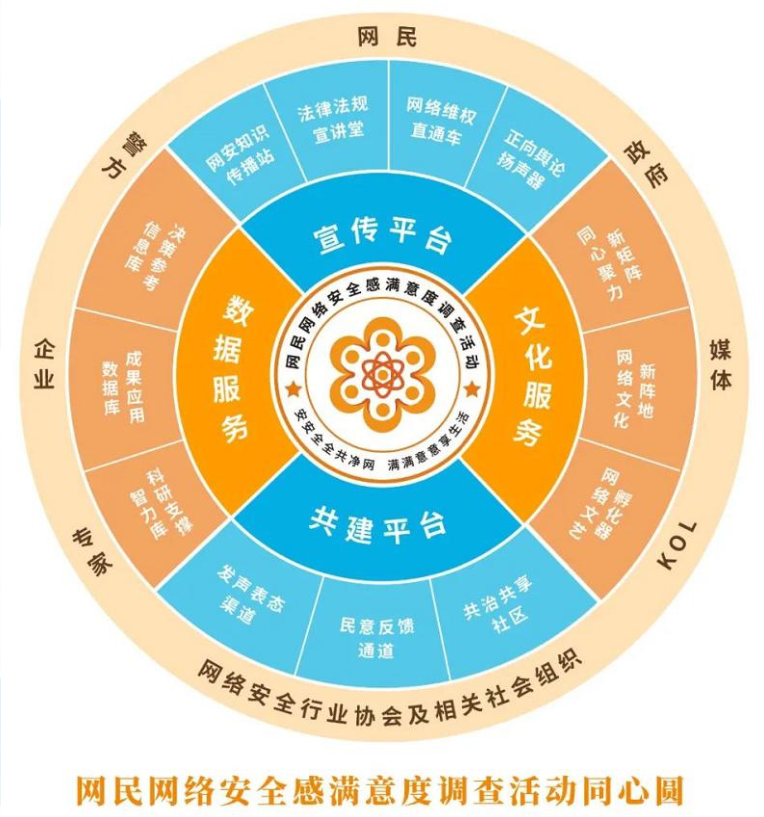 网民
警方
政府
企业
媒体
专家
KOL
网络安全行业协会及相关社会组织
网安知识
传播站
法律法规
宣讲堂
网络维权
直通车
正向舆论
扬声器
宣传平台
决策参考
信息库
成果应用
数据库
科研支撑
智力库
数据服务
新矩阵
同心聚力
新阵地
网络文化
孵化器
网络文艺
文化服务
共建平台
发声表态
渠道
民意反馈
通道
共治共享
社区
网民网络安全感满意度调查活动
安安全全共净网 满满意意享生活
网民网络安全感满意度调查活动同心圆